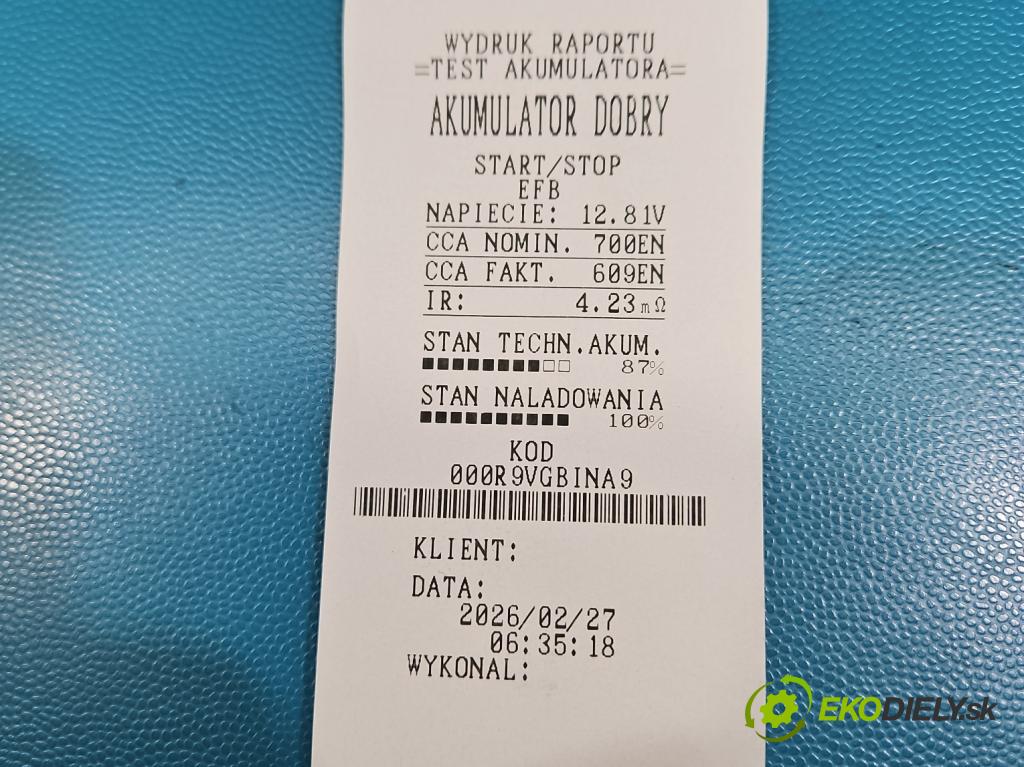 WYDRUK RAPORTU
=TEST AKUMULATORA=
AKUMULATOR DOBRY
START/STOP
EFB
NAPIECIE: 12.81V
CCA NOMIN. 700EN
CCA FAKT. 609EN
IR: 4.23mΩ
STAN TECHN.AKUM.
■■■■■■■■□□ 87%
STAN NALADOWANIA
■■■■■■■■■■ 100%
KOD
000R9VGBINA9
KLIENT:
DATA:
2026/02/27
06:35:18
WYKONAL:
EKODIELY.sk